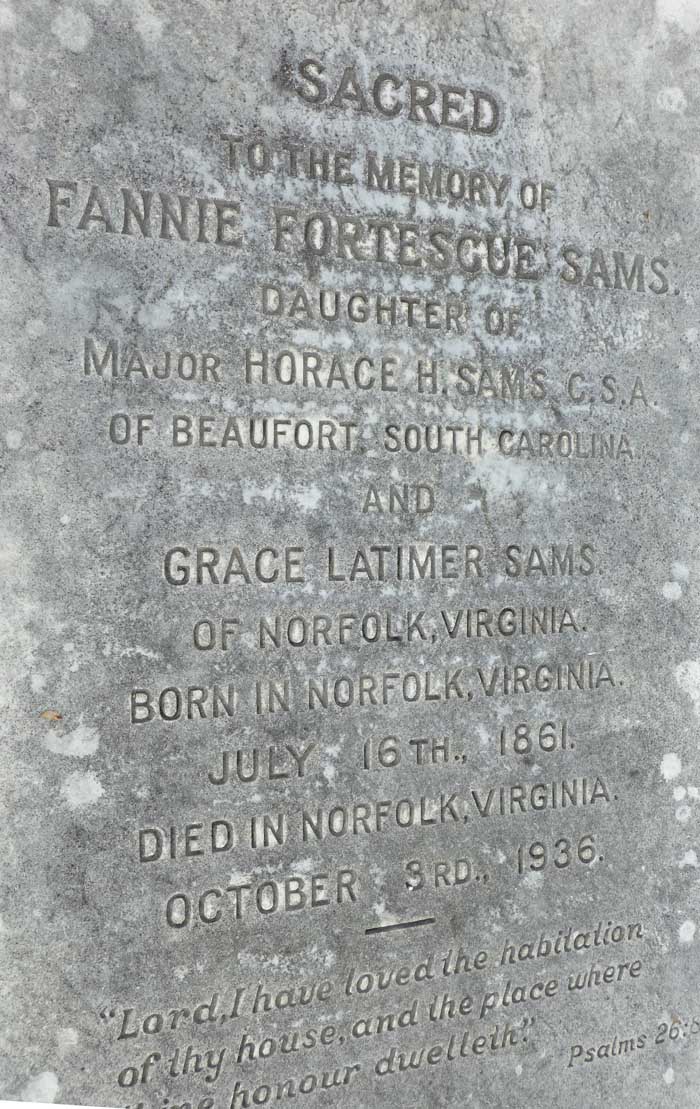 SACRED
TO THE MEMORY OF
FANNIE FORTESCUE SAMS.
DAUGHTER OF
MAJOR HORACE H. SAMS, C.S.A.
OF BEAUFORT, SOUTH CAROLINA
AND
GRACE LATIMER SAMS.
OF NORFOLK, VIRGINIA.
BORN IN NORFOLK, VIRGINIA.
JULY 16TH., 1861.
DIED IN NORFOLK, VIRGINIA.
OCTOBER 3RD., 1936.
"Lord, I have loved the habitation
of thy house, and the place where
honour dwelleth."
Psalms 26: